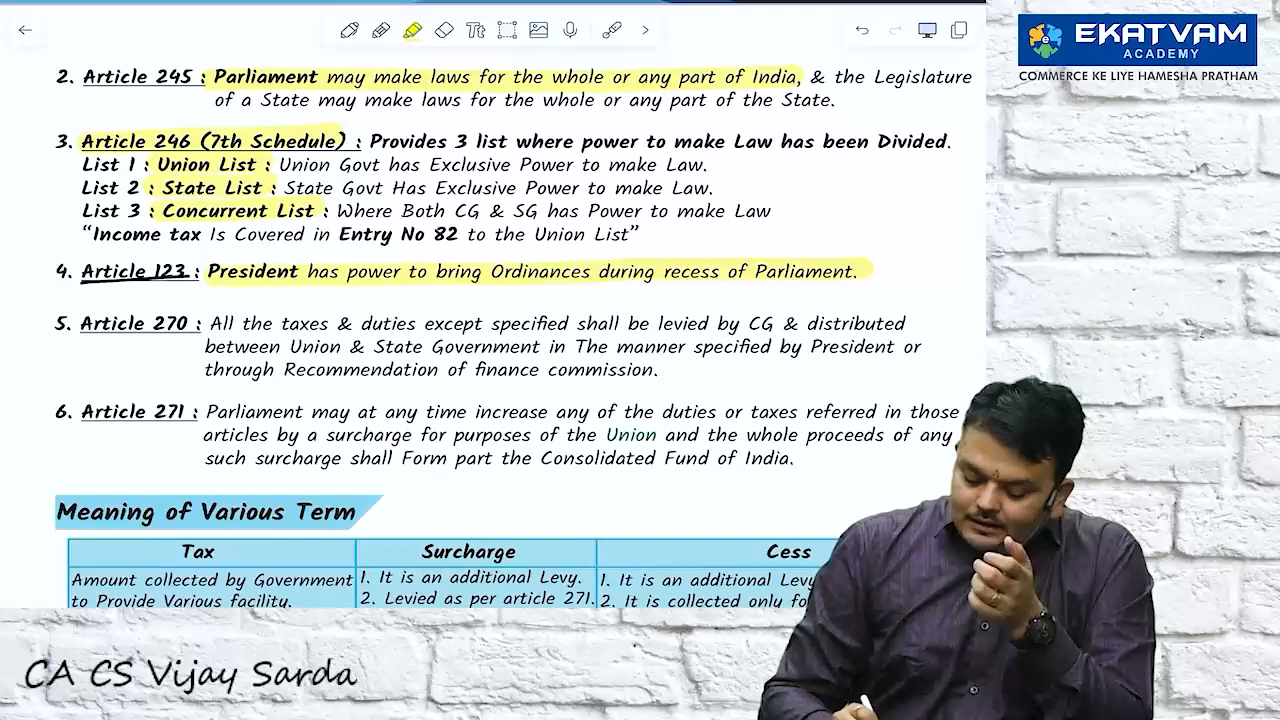 EKATVAM
ACADEMY
COMMERCE KE LIYE HAMESHA PRATHAM
2. Article 245 : Parliament may make laws for the whole or any part of India, & the Legislature
of a State may make laws for the whole or any part of the State.
3. Article 246 (7th Schedule) : Provides 3 list where power to make Law has been Divided.
List 1 : Union List : Union Govt has Exclusive Power to make Law.
List 2 : State List : State Govt Has Exclusive Power to make Law.
List 3 : Concurrent List : Where Both CG & SG has Power to make Law
“Income tax Is Covered in Entry No 82 to the Union List”
4. Article 123 : President has power to bring Ordinances during recess of Parliament.
5. Article 270 : All the taxes & duties except specified shall be levied by CG & distributed
between Union & State Government in The manner specified by President or
through Recommendation of finance commission.
6. Article 271 : Parliament may at any time increase any of the duties or taxes referred in those
articles by a surcharge for purposes of the Union and the whole proceeds of any
such surcharge shall Form part the Consolidated Fund of India.
Meaning of Various Term
Tax Surcharge Cess
Amount collected by Government
to Provide Various facility.
1. It is an additional Levy.
2. Levied as per article 271.
1. It is an additional Levy
2. It is collected only
CA CS Vijay Sarda